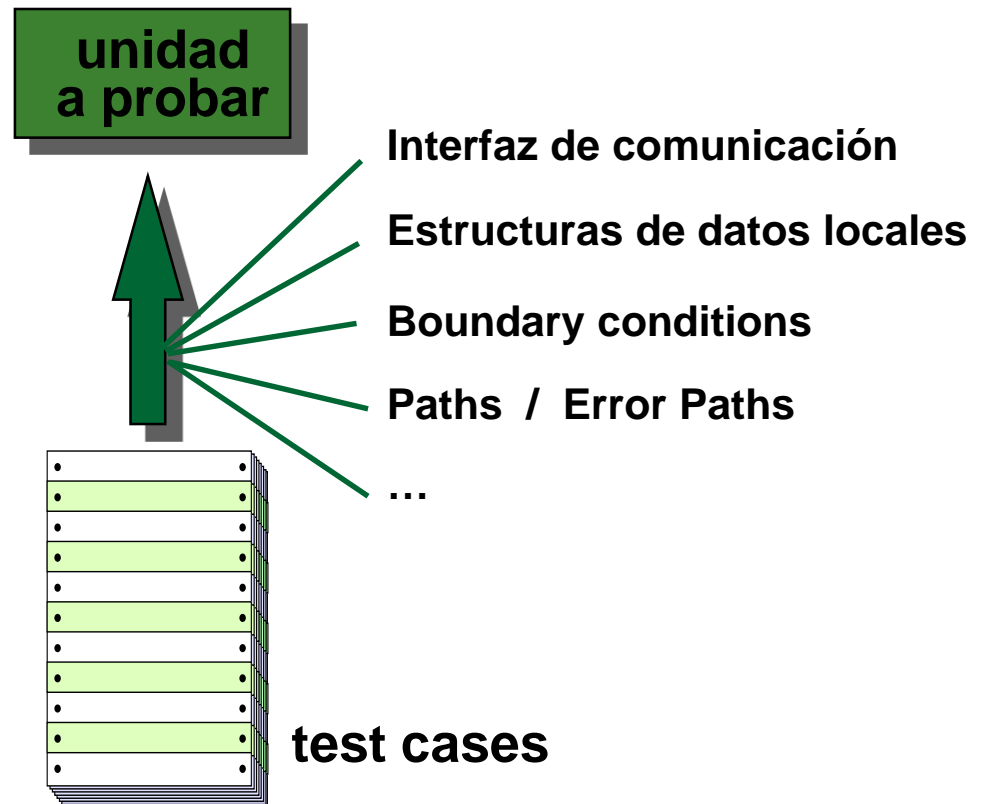 unidad
a probar
Interfaz de comunicación
Estructuras de datos locales
Boundary conditions
Paths / Error Paths
…
test cases